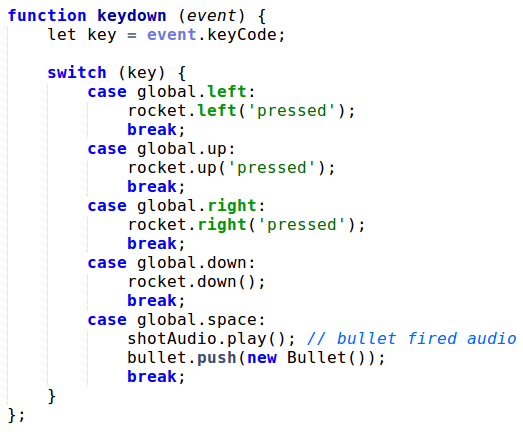 function keydown (event) {
    let key = event.keyCode;

    switch (key) {
        case global.left:
            rocket.left('pressed');
            break;
        case global.up:
            rocket.up('pressed');
            break;
        case global.right:
            rocket.right('pressed');
            break;
        case global.down:
            rocket.down();
            break;
        case global.space:
            shotAudio.play(); // bullet fired audio
            bullet.push(new Bullet());
            break;
    }
};